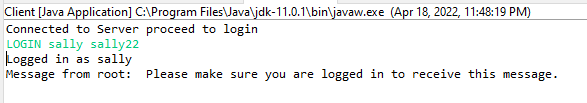 Client [Java Application] C:\Program Files\Java\jdk-11.0.1\bin\javaw.exe (Apr 18, 2022, 11:48:19 PM)
Connected to Server proceed to login
LOGIN sally sally22
Logged in as sally
Message from root:  Please make sure you are logged in to receive this message.